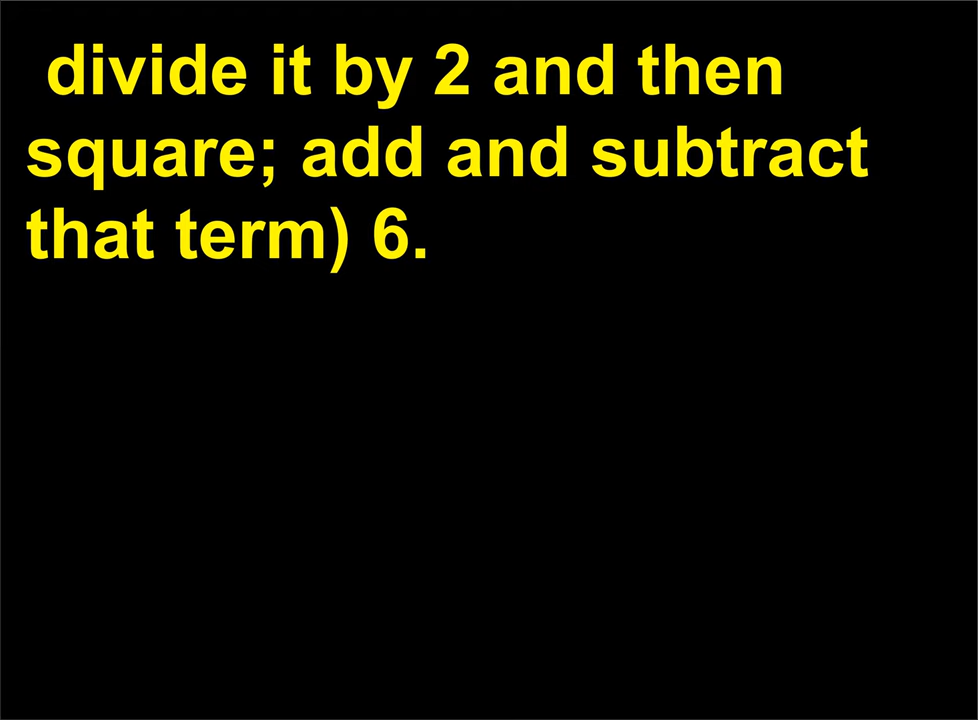 divide it by 2 and then
square; add and subtract
that term) 6.